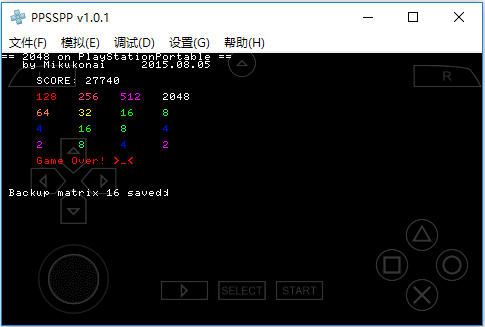 PPSSPP v1.0.1
文件(F) 模拟(E) 调试(D) 设置(G) 帮助(H)
== 2048 on PlayStationPortable ==
by Mikukonai 2015.08.05
R
SCORE: 27740
128 256 512 2048
64 32 16 8
4 16 8 4
2 8 4 2
Game Over! >_<
Backup matrix 16 saved
SELECT START